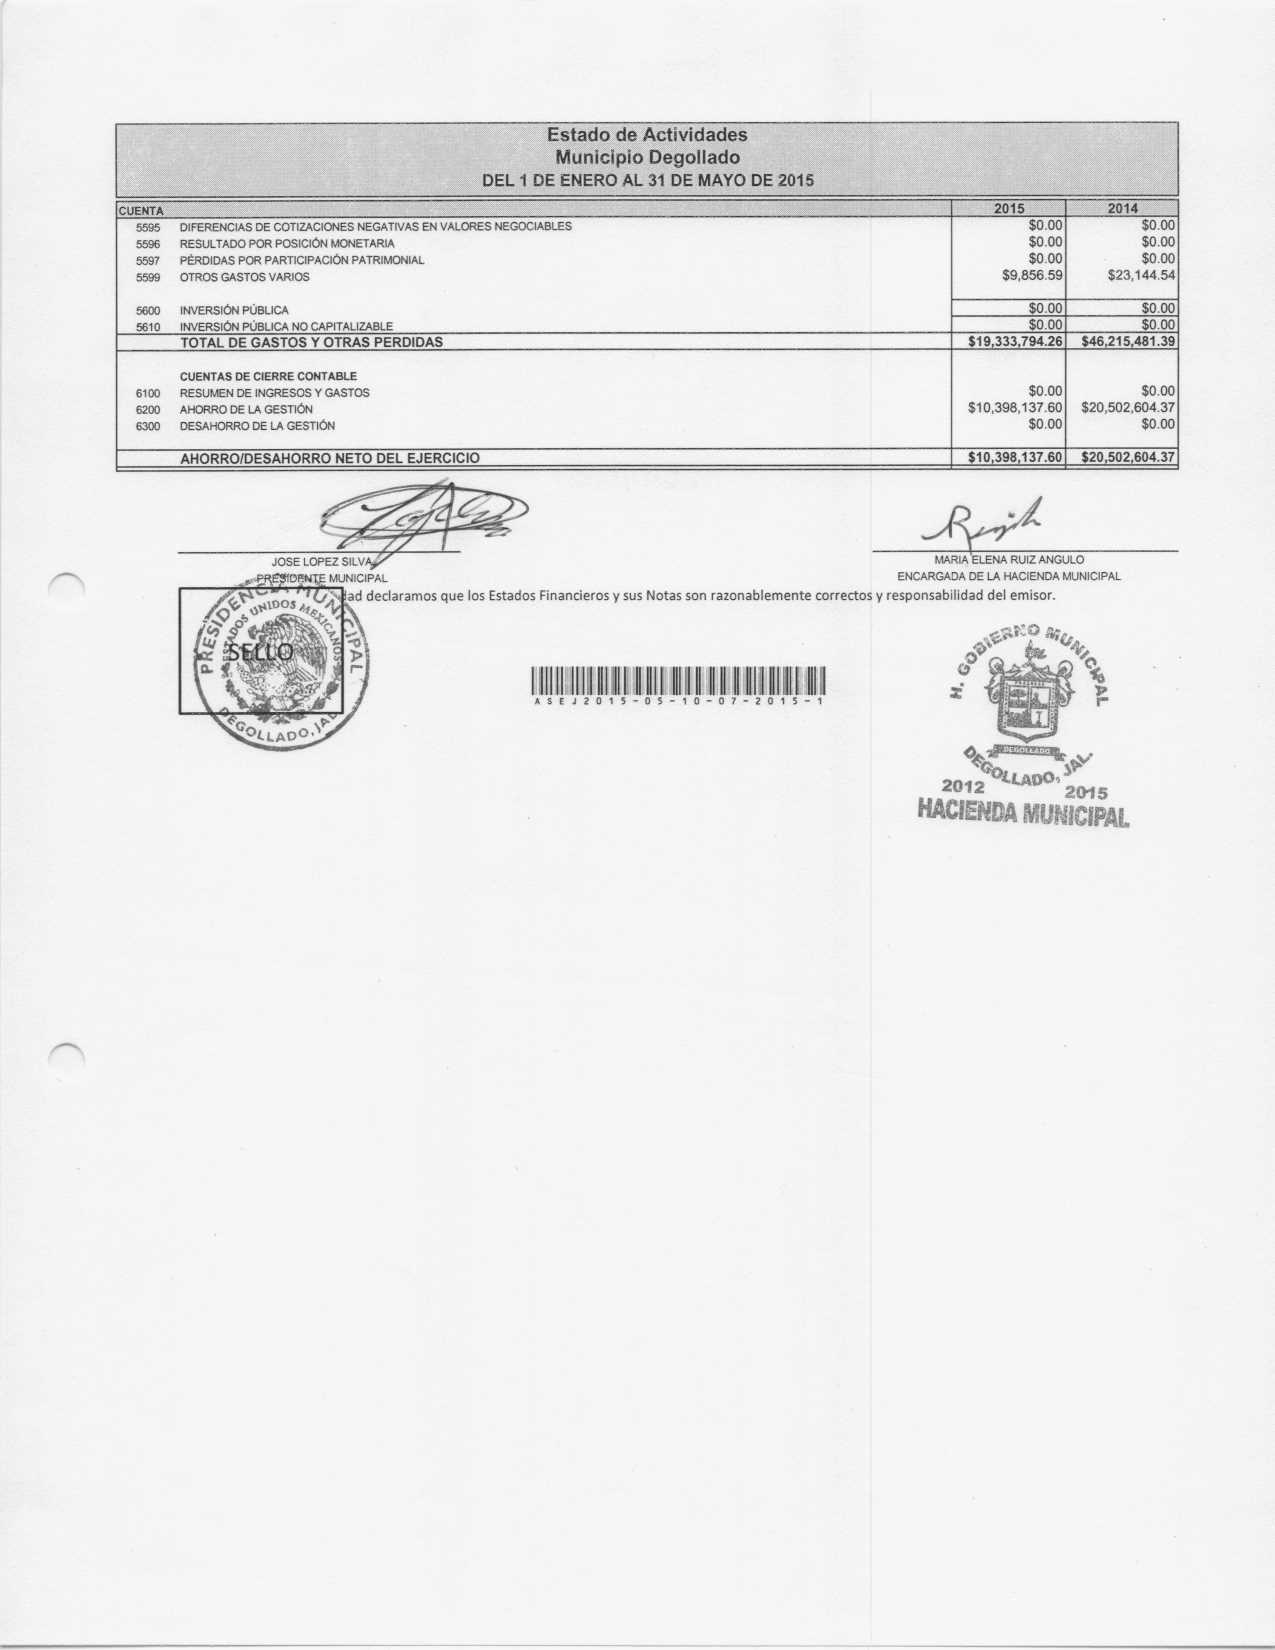 Estado de Actividades
Municipio Degollado
DEL 1 DE ENERO AL 31 DE MAYO DE 2015
CUENTA 2015 2014
5595 DIFERENCIAS DE COTIZACIONES NEGATIVAS EN VALORES NEGOCIABLES $0.00 $0.00
5596 RESULTADO POR POSICIÓN MONETARIA $0.00 $0.00
5597 PÉRDIDAS POR PARTICIPACIÓN PATRIMONIAL $0.00 $0.00
5599 OTROS GASTOS VARIOS $9,856.59 $23,144.54
5600 INVERSIÓN PÚBLICA $0.00 $0.00
5610 INVERSIÓN PÚBLICA NO CAPITALIZABLE $0.00 $0.00
TOTAL DE GASTOS Y OTRAS PERDIDAS $19,333,794.26 $46,215,481.39
CUENTAS DE CIERRE CONTABLE
6100 RESUMEN DE INGRESOS Y GASTOS $0.00 $0.00
6200 AHORRO DE LA GESTIÓN $10,398,137.60 $20,502,604.37
6300 DESAHORRO DE LA GESTIÓN $0.00 $0.00
AHORRO/DESAHORRO NETO DEL EJERCICIO $10,398,137.60 $20,502,604.37
JOSE LOPEZ SILVA MARIA ELENA RUIZ ANGULO
PRESIDENTE MUNICIPAL ENCARGADA DE LA HACIENDA MUNICIPAL
declaramos que los Estados Financieros y sus Notas son razonablemente correctos y responsabilidad del emisor.
PRESIDENCIA MUNICIPAL
ESTADOS UNIDOS MEXICANOS
SELLO
DEGOLLADO, JAL.
ASEJ2015-05-10-07-2015-1
H. GOBIERNO MUNICIPAL
DEGOLLADO
DEGOLLADO, JAL.
2012 2015
HACIENDA MUNICIPAL